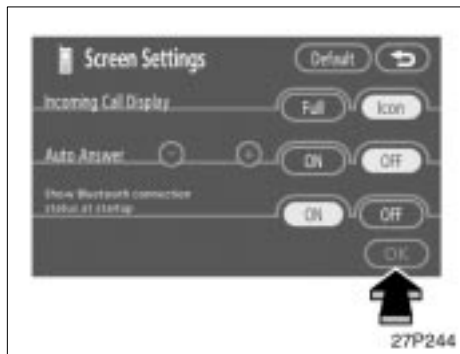 Screen Settings Default
Incoming Call Display Full Icon
Auto Answer - + ON OFF
Show Bluetooth connection
status at startup ON OFF
OK
27P244